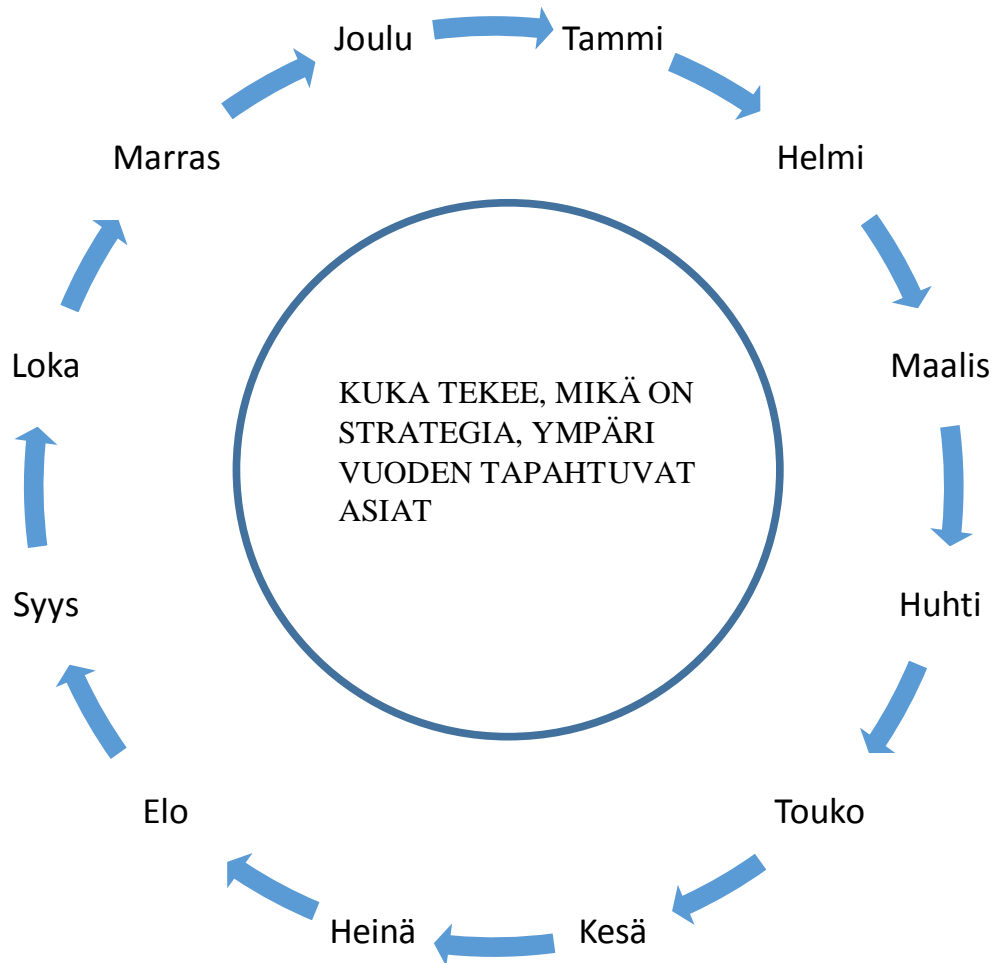 Joulu
Tammi
Helmi
Maalis
Huhti
Touko
Kesä
Heinä
Elo
Syys
Loka
Marras
KUKA TEKEE, MIKÄ ON
STRATEGIA, YMPÄRI
VUODEN TAPAHTUVAT
ASIAT